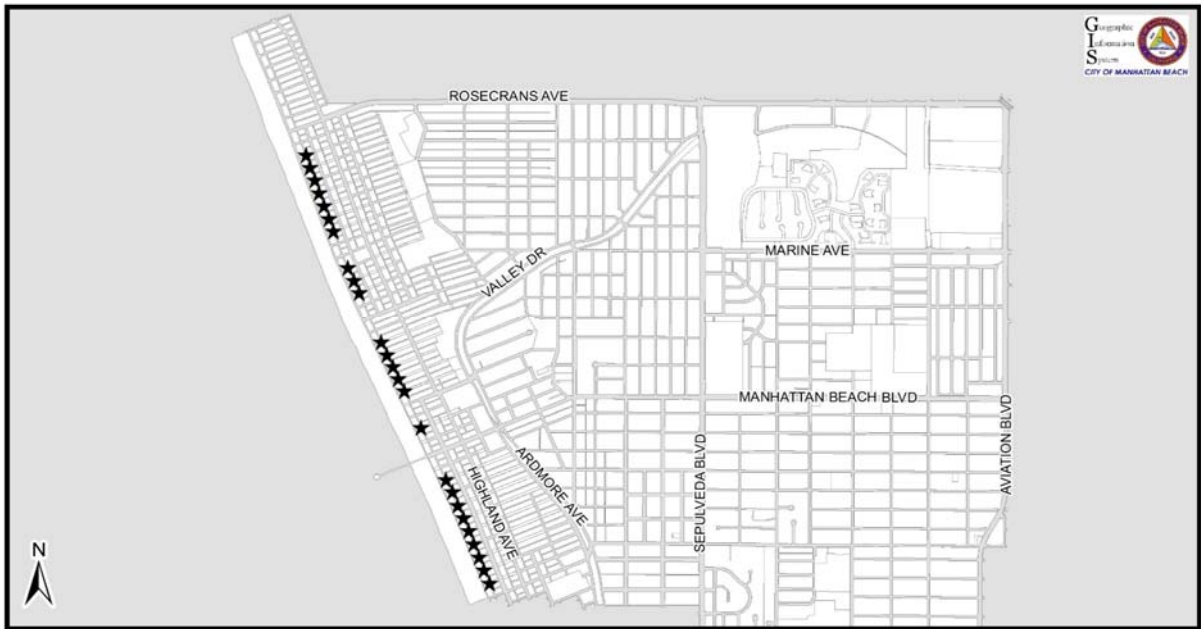 Geographic
Information
System
CITY OF MANHATTAN BEACH
ROSECRANS AVE
VALLEY DR
MARINE AVE
MANHATTAN BEACH BLVD
SEPULVEDA BLVD
AVIATION BLVD
ARDMORE AVE
HIGHLAND AVE
N